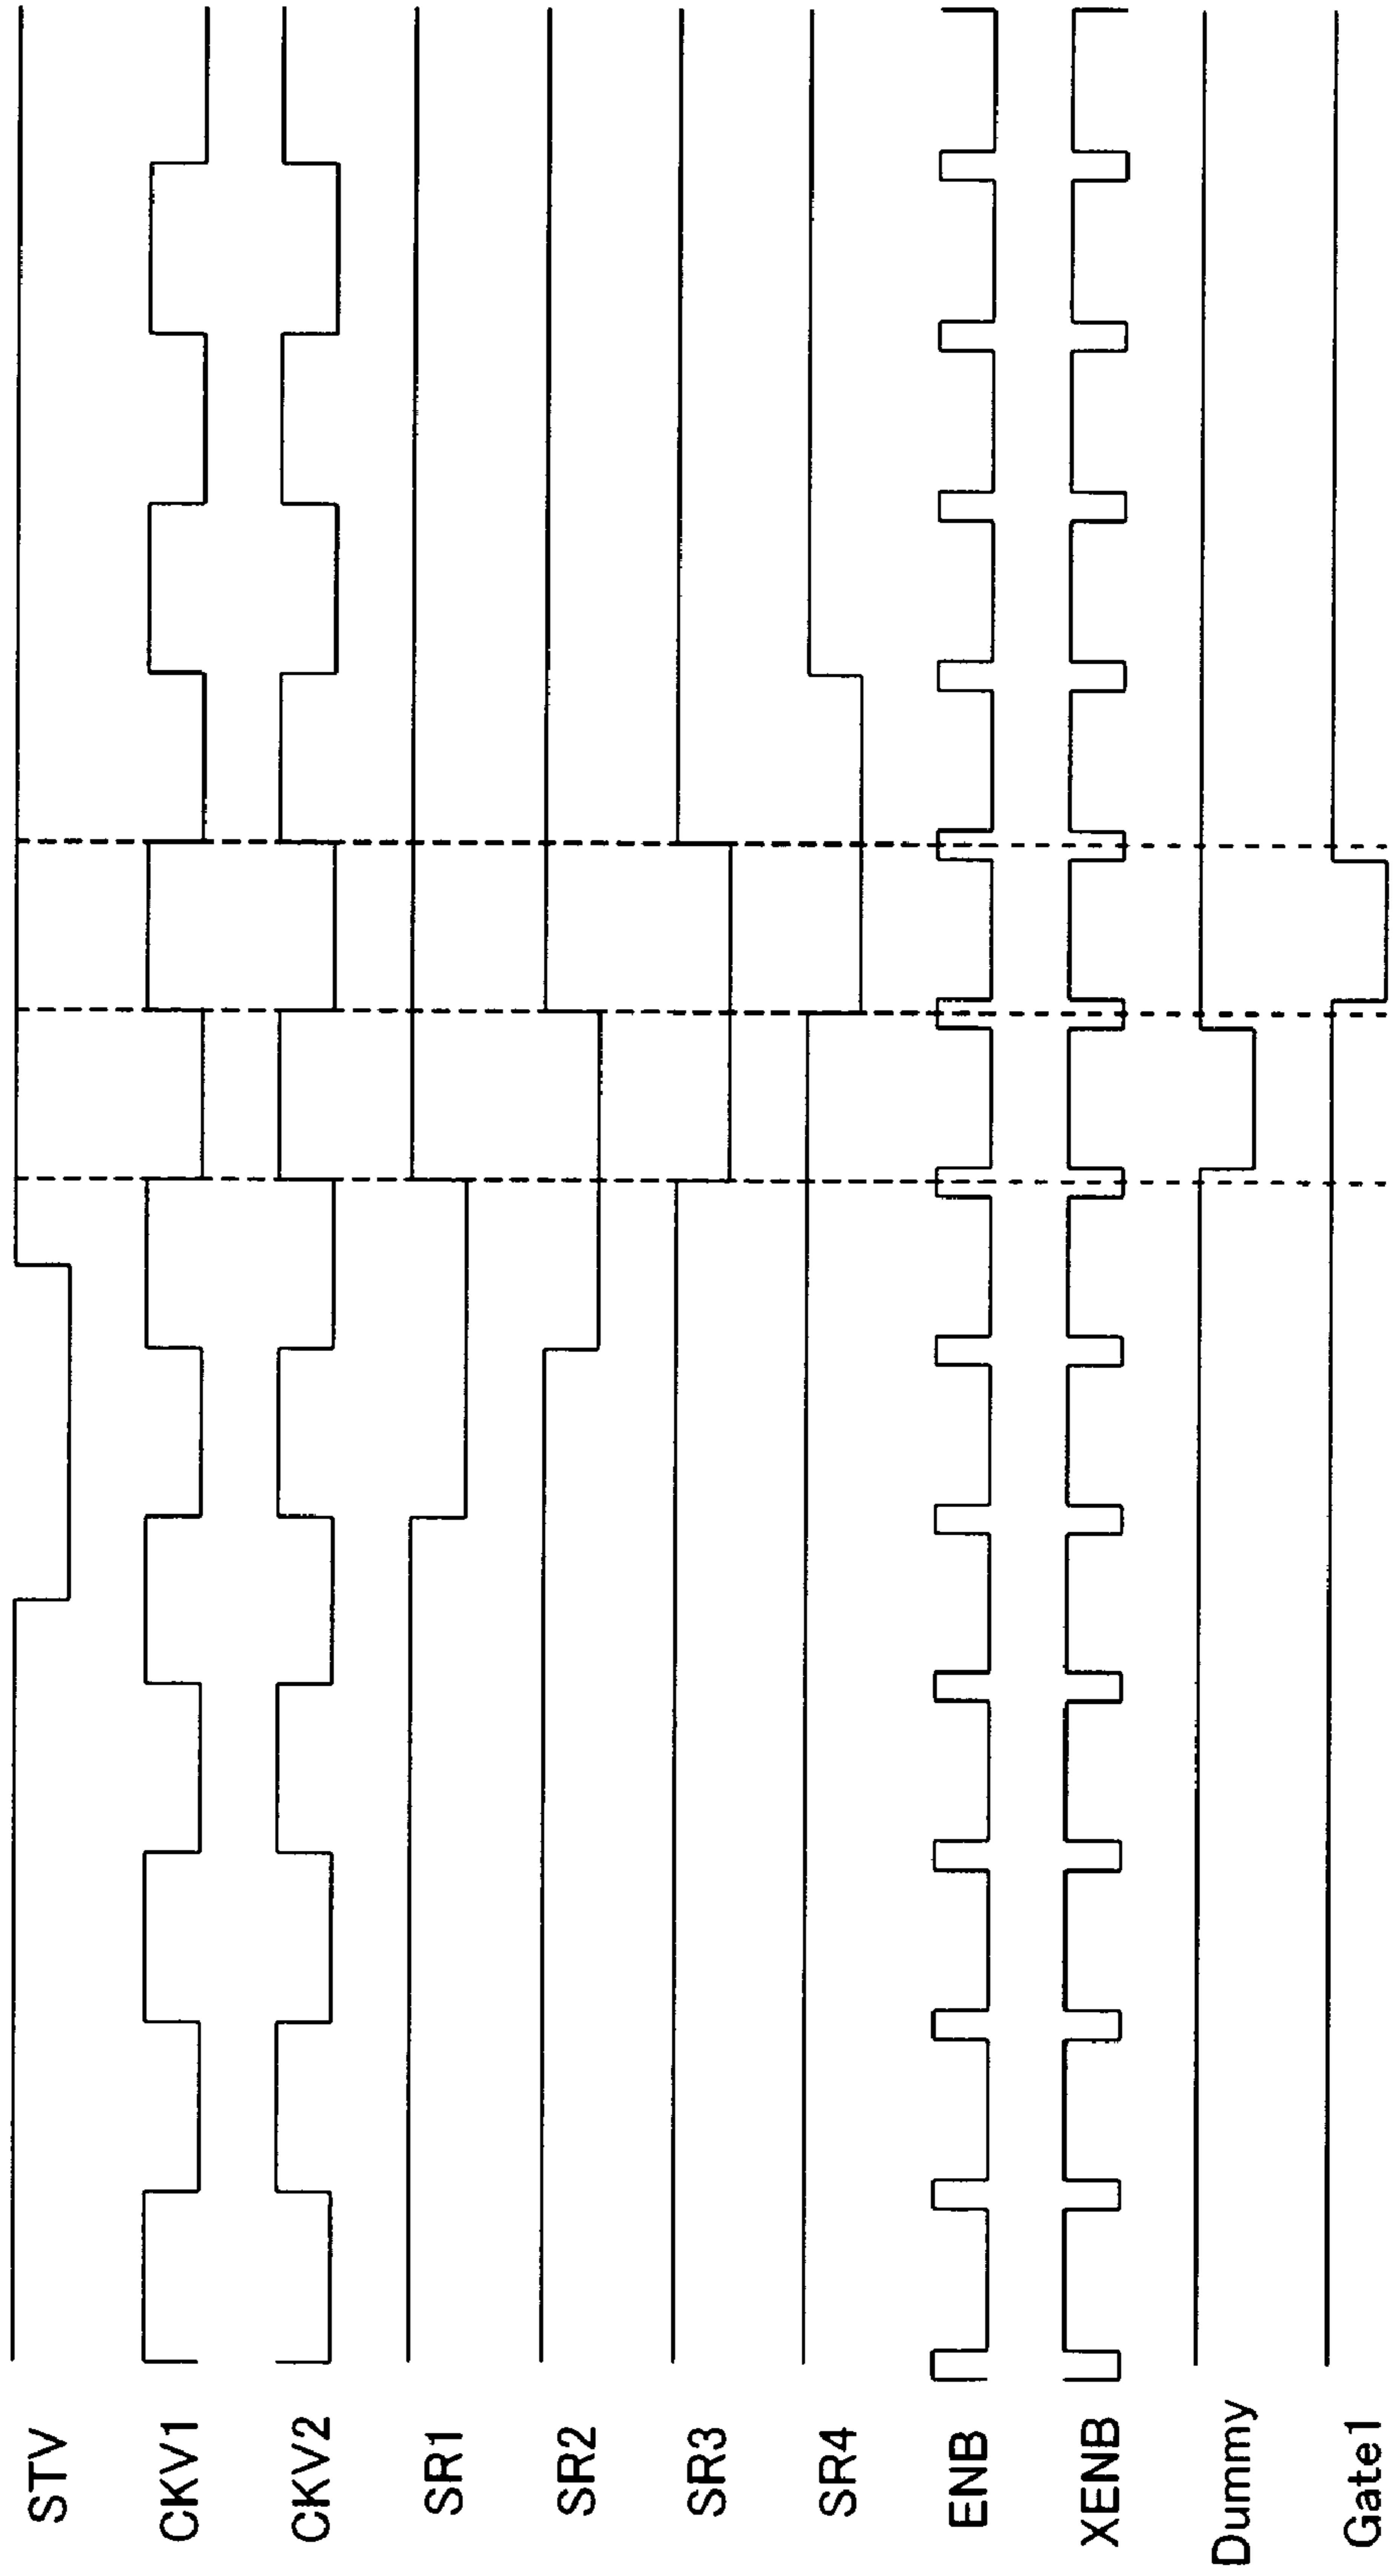 STV
CKV1
CKV2
SR1
SR2
SR3
SR4
ENB
XENB
Dummy
Gate1